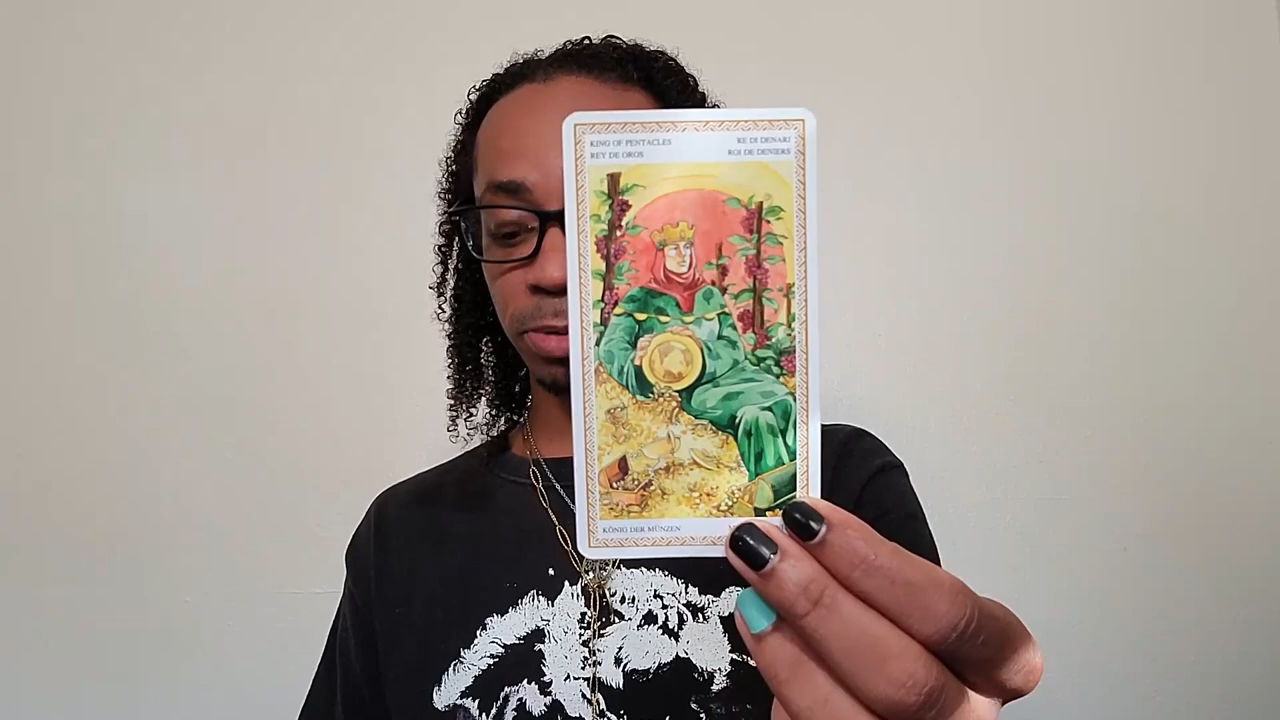 KING OF PENTACLES
REY DE OROS
RE DI DENARI
ROI DE DENIERS
KÖNIG DER MÜNZEN